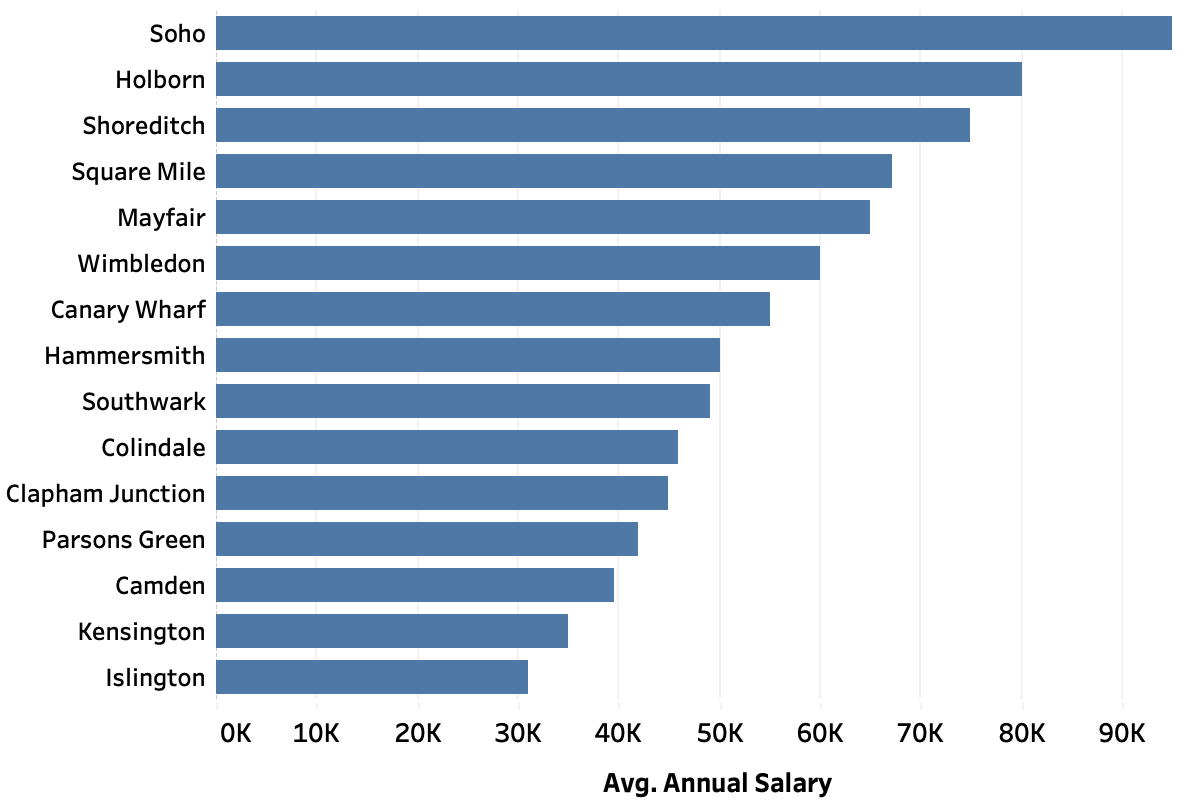 Soho
Holborn
Shoreditch
Square Mile
Mayfair
Wimbledon
Canary Wharf
Hammersmith
Southwark
Colindale
Clapham Junction
Parsons Green
Camden
Kensington
Islington
0K 10K 20K 30K 40K 50K 60K 70K 80K 90K
Avg. Annual Salary